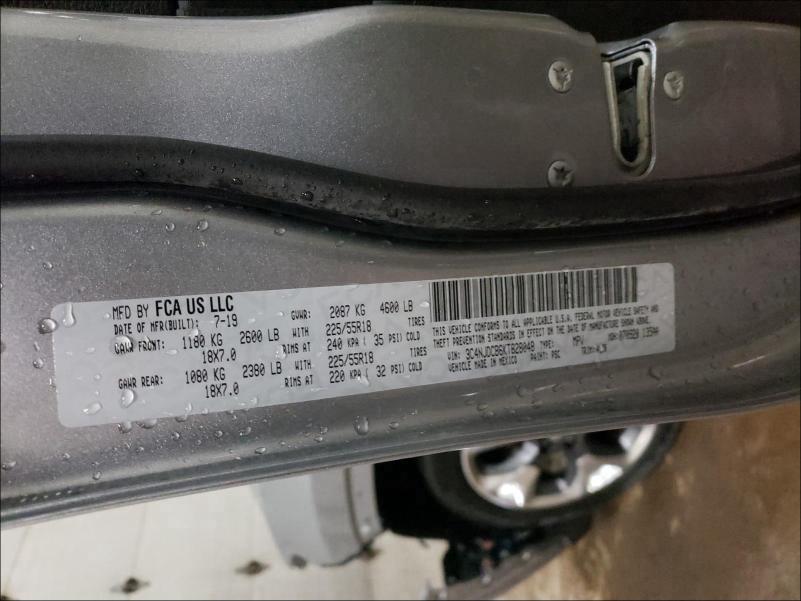 MFD BY FCA US LLC
DATE OF MFR(BUILT): 7-19 GVWR: 2087 KG 4600 LB
GAWR FRONT: 1180 KG 2600 LB WITH 225/55R18 TIRES
18X7.0 RIMS AT 240 KPA ( 35 PSI) COLD
GAWR REAR: 1080 KG 2380 LB WITH 225/55R18 TIRES
18X7.0 RIMS AT 220 KPA ( 32 PSI) COLD
THIS VEHICLE CONFORMS TO ALL APPLICABLE U.S.A. FEDERAL MOTOR VEHICLE SAFETY AND
THEFT PREVENTION STANDARDS IN EFFECT ON THE DATE OF MANUFACTURE SHOWN ABOVE.
VIN: 3C4NJDCB6KT828048 TYPE: MPV MDH:
VEHICLE MADE IN MEXICO PAINT: PSC TRIM: